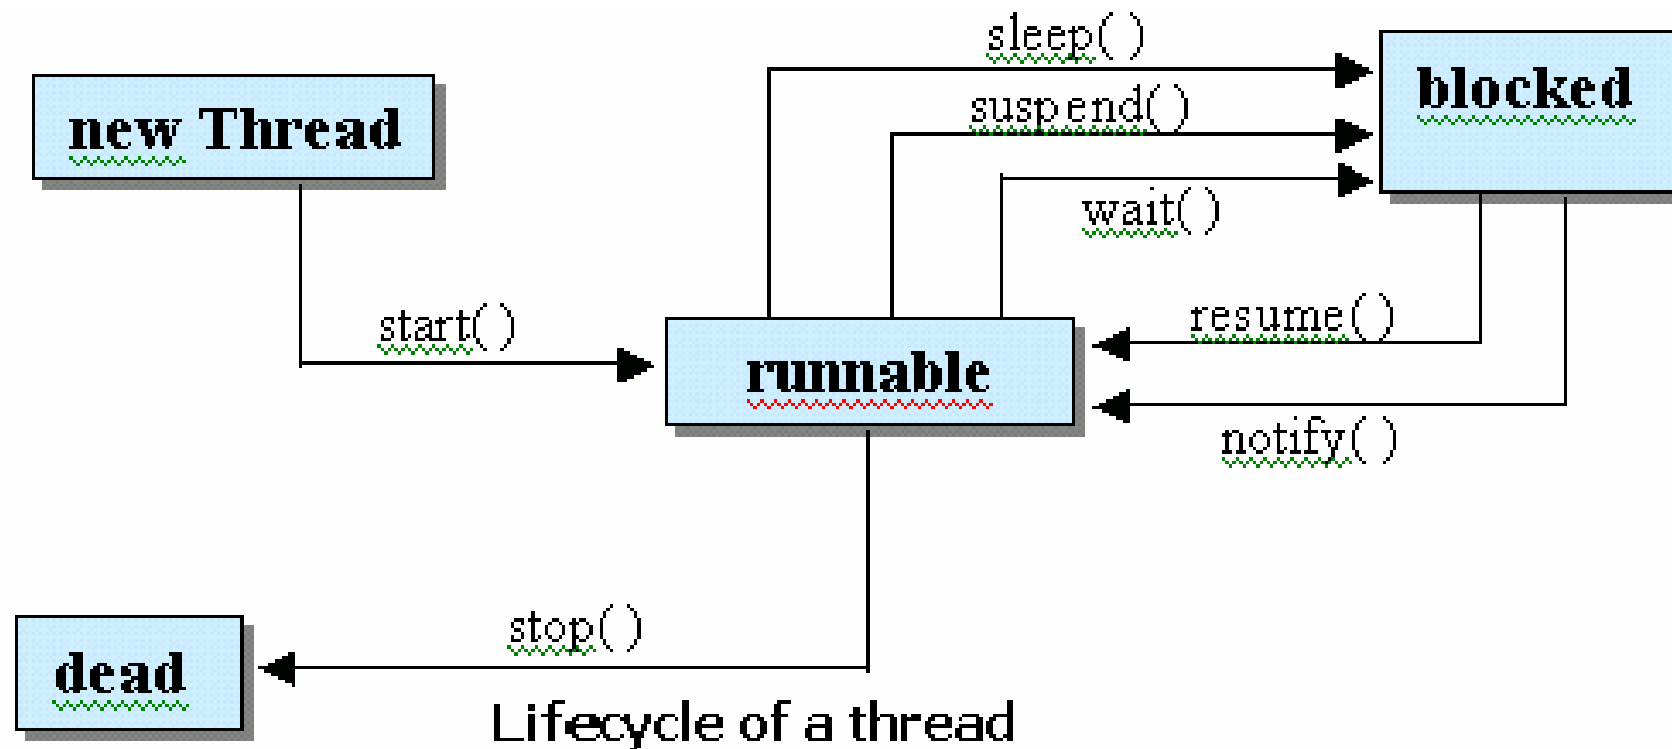 sleep( )
blocked
suspend( )
new Thread
wait( )
start( )
resume( )
runnable
notify( )
stop( )
dead
Lifecycle of a thread